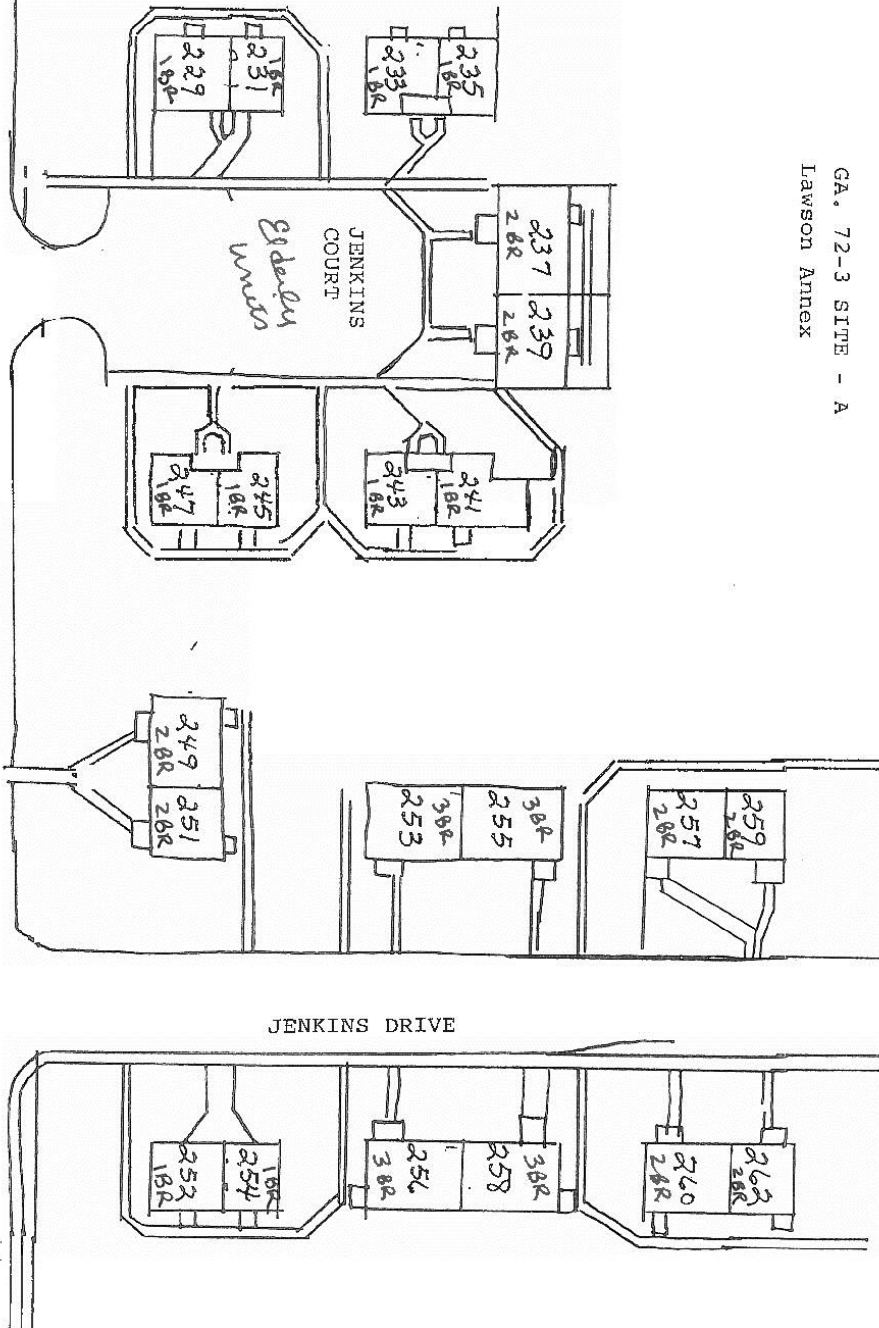 GA. 72-3 SITE - A
Lawson Annex
231
1BR
229
1BR
235
1BR
233
1BR
237
2BR
239
2BR
JENKINS
COURT
Elderly
units
245
1BR
247
1BR
241
1BR
243
1BR
249
2BR
251
2BR
3BR
253
3BR
255
259
2BR
257
2BR
JENKINS DRIVE
1BR
254
252
1BR
256
3BR
3BR
258
262
2BR
260
2BR